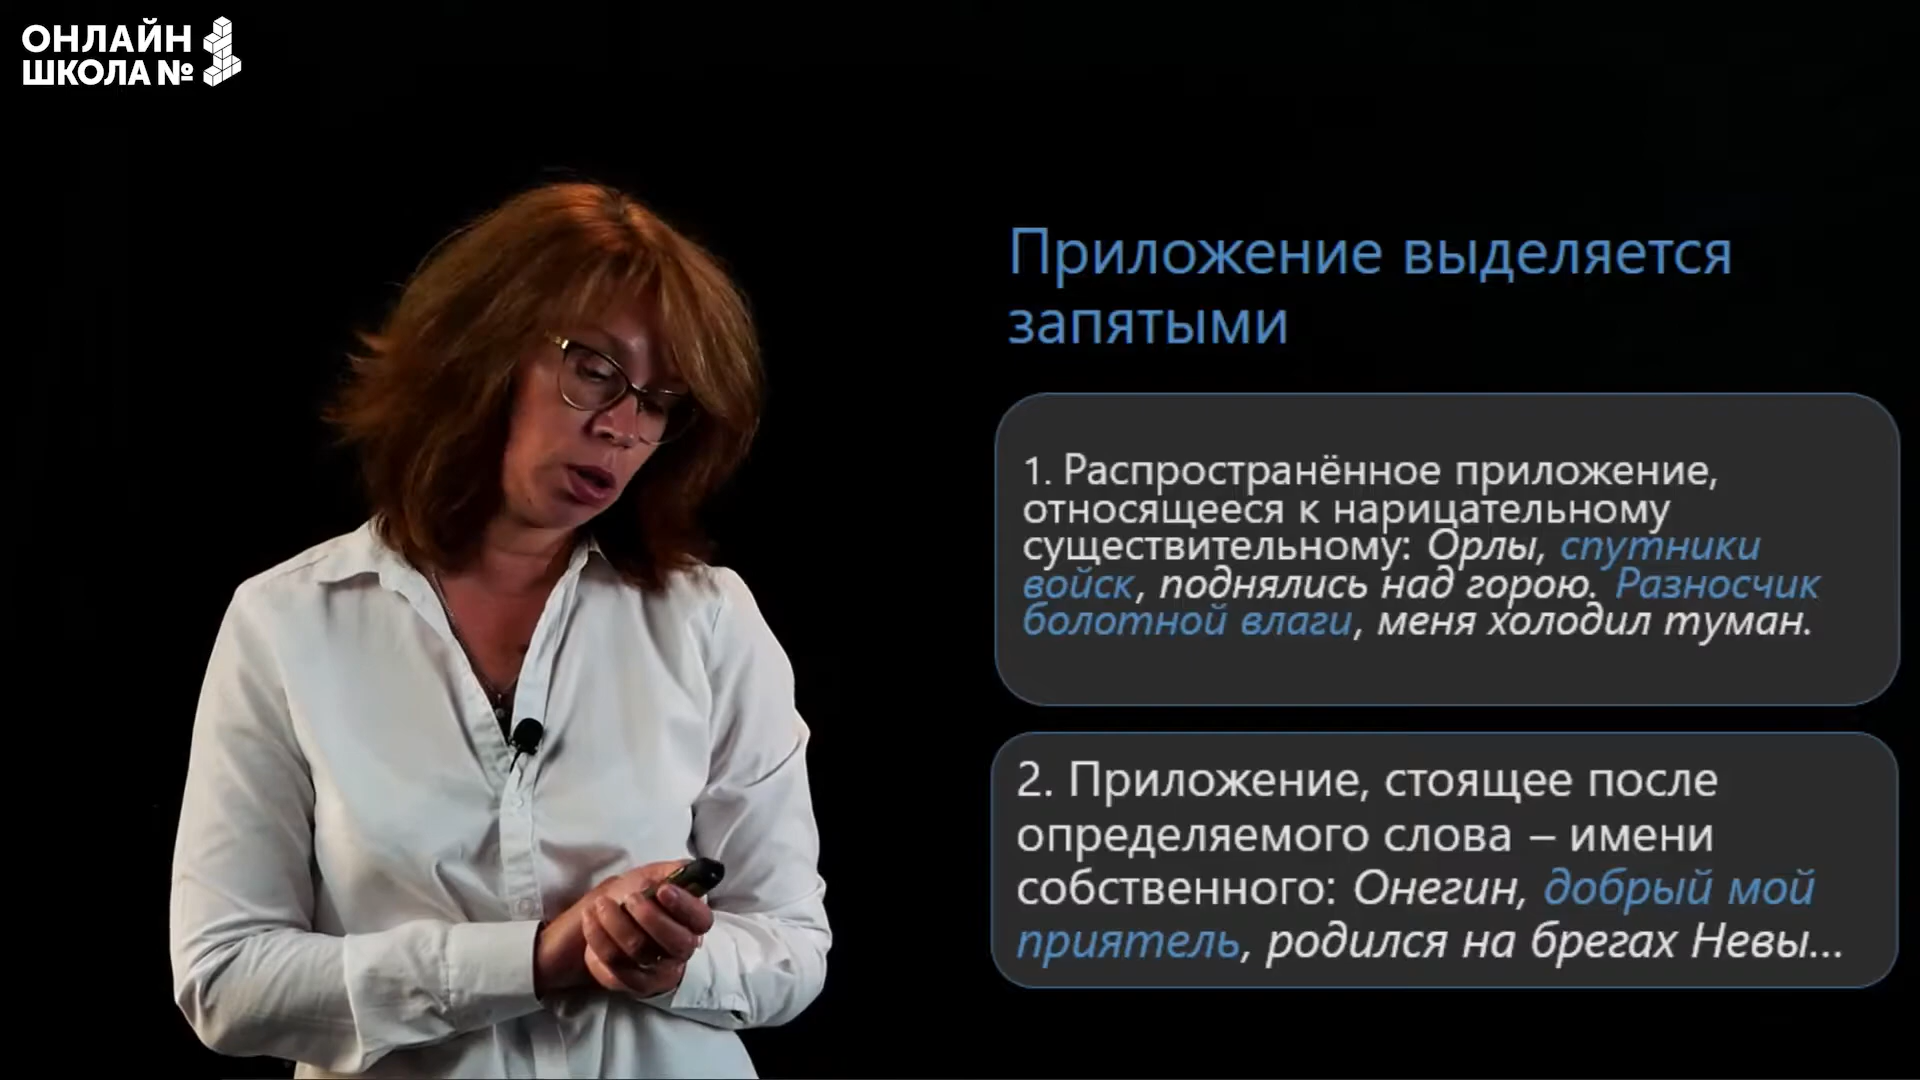 ОНЛАЙН
ШКОЛА №
Приложение выделяется
запятыми
1. Распространённое приложение,
относящееся к нарицательному
существительному: Орлы, спутники
войск, поднялись над горою. Разносчик
болотной влаги, меня холодил туман.
2. Приложение, стоящее после
определяемого слова – имени
собственного: Онегин, добрый мой
приятель, родился на брегах Невы...